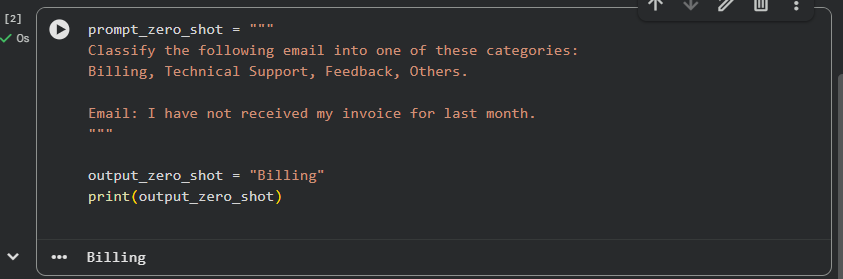 [2]
0s
prompt_zero_shot = """
Classify the following email into one of these categories:
Billing, Technical Support, Feedback, Others.
Email: I have not received my invoice for last month.
"""
output_zero_shot = "Billing"
print(output_zero_shot)
Billing